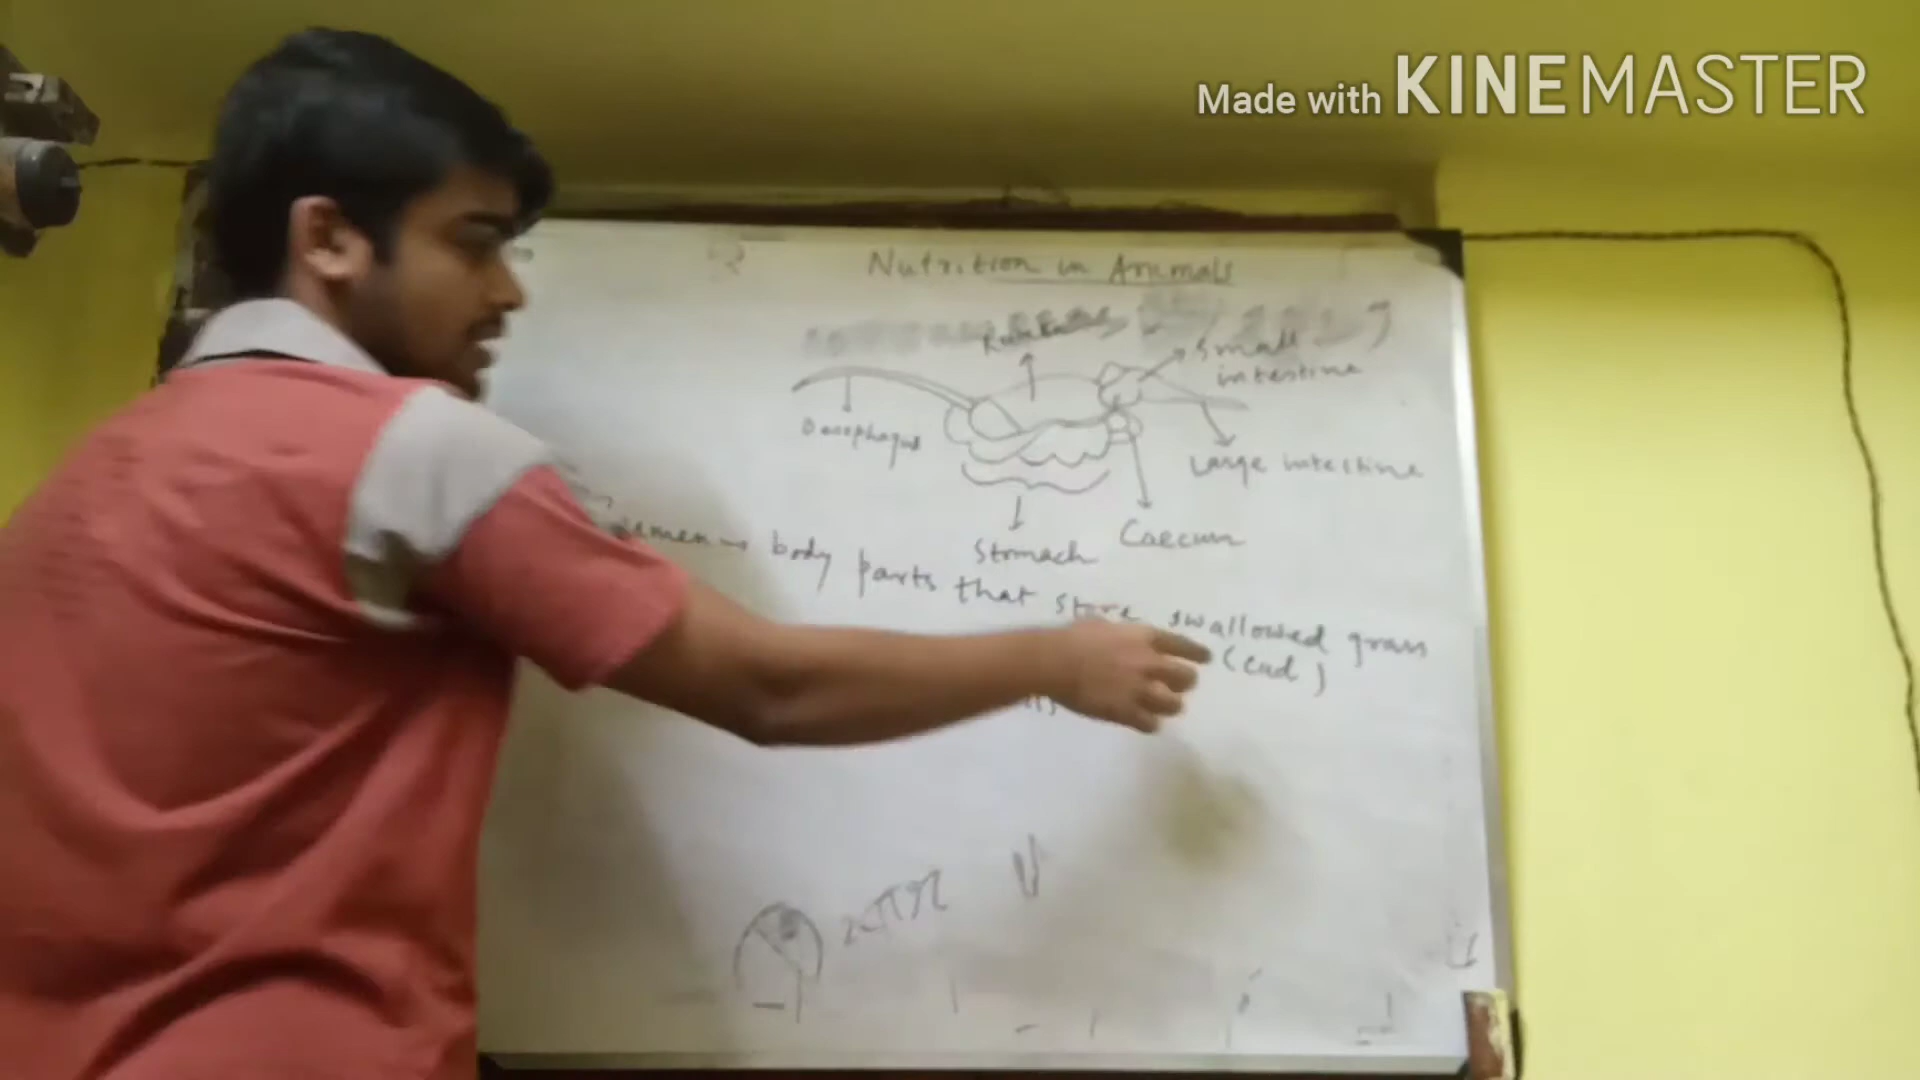 Made with KINEMASTER
Nutrition in Animals
Small
intestine
Oesophagus
Large intestine
Stomach
Caecum
body parts that store swallowed grass
(cud)
2πr